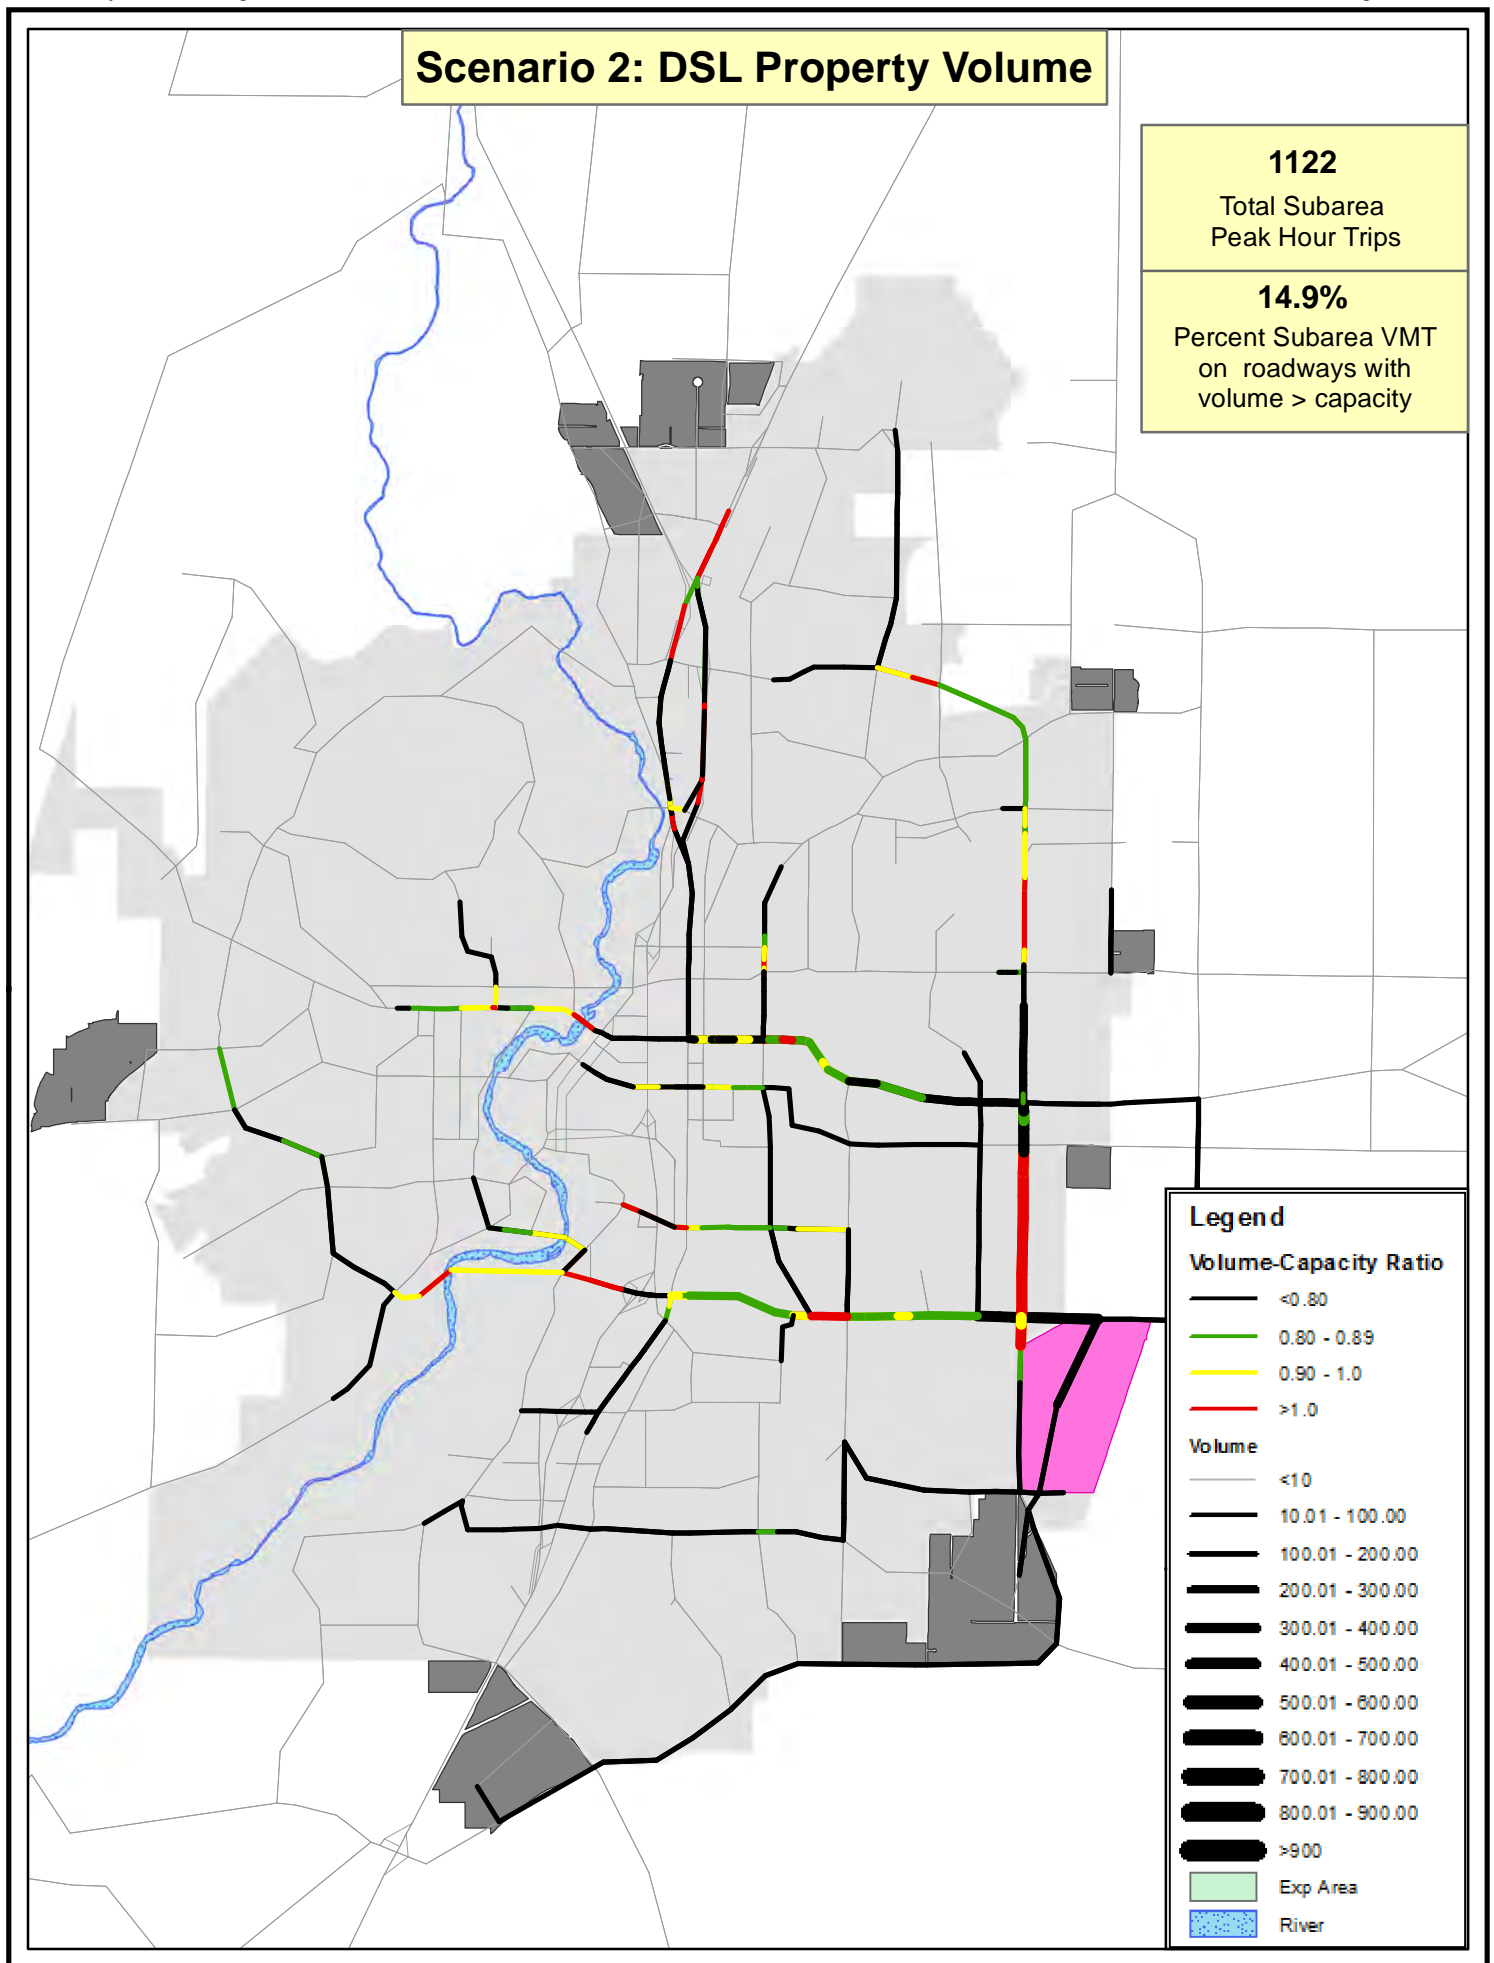 Scenario 2: DSL Property Volume
1122
Total Subarea
Peak Hour Trips
14.9%
Percent Subarea VMT
on roadways with
volume > capacity
Legend
Volume-Capacity Ratio
<0.80
0.80 - 0.89
0.90 - 1.0
>1.0
Volume
<10
10.01 - 100.00
100.01 - 200.00
200.01 - 300.00
300.01 - 400.00
400.01 - 500.00
500.01 - 600.00
600.01 - 700.00
700.01 - 800.00
800.01 - 900.00
>900
Exp Area
River